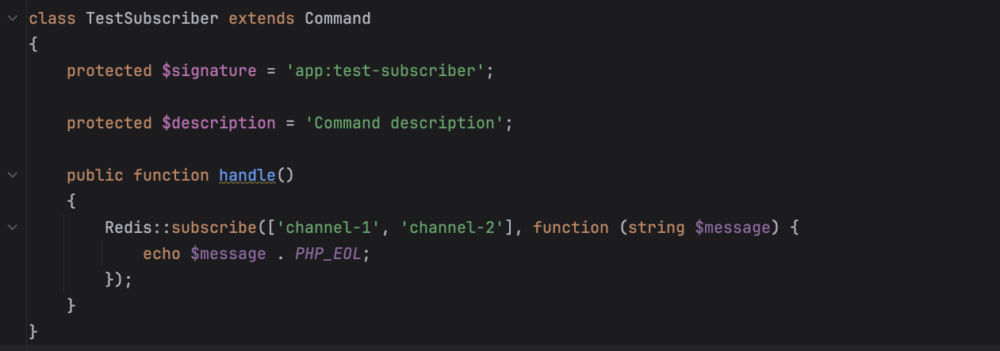 class TestSubscriber extends Command
{
    protected $signature = 'app:test-subscriber';
    protected $description = 'Command description';
    public function handle()
    {
        Redis::subscribe(['channel-1', 'channel-2'], function (string $message) {
            echo $message . PHP_EOL;
        });
    }
}